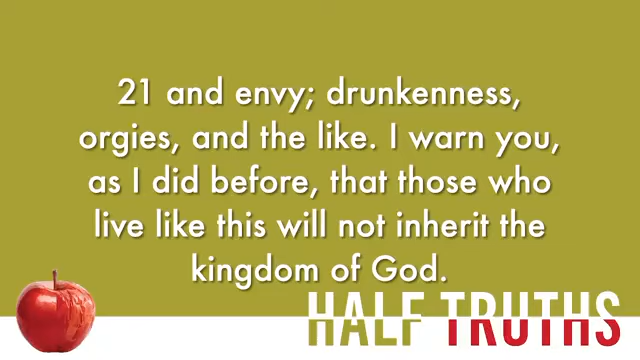 21 and envy; drunkenness,
orgies, and the like. I warn you,
as I did before, that those who
live like this will not inherit the
kingdom of God.
HALF TRUTHS